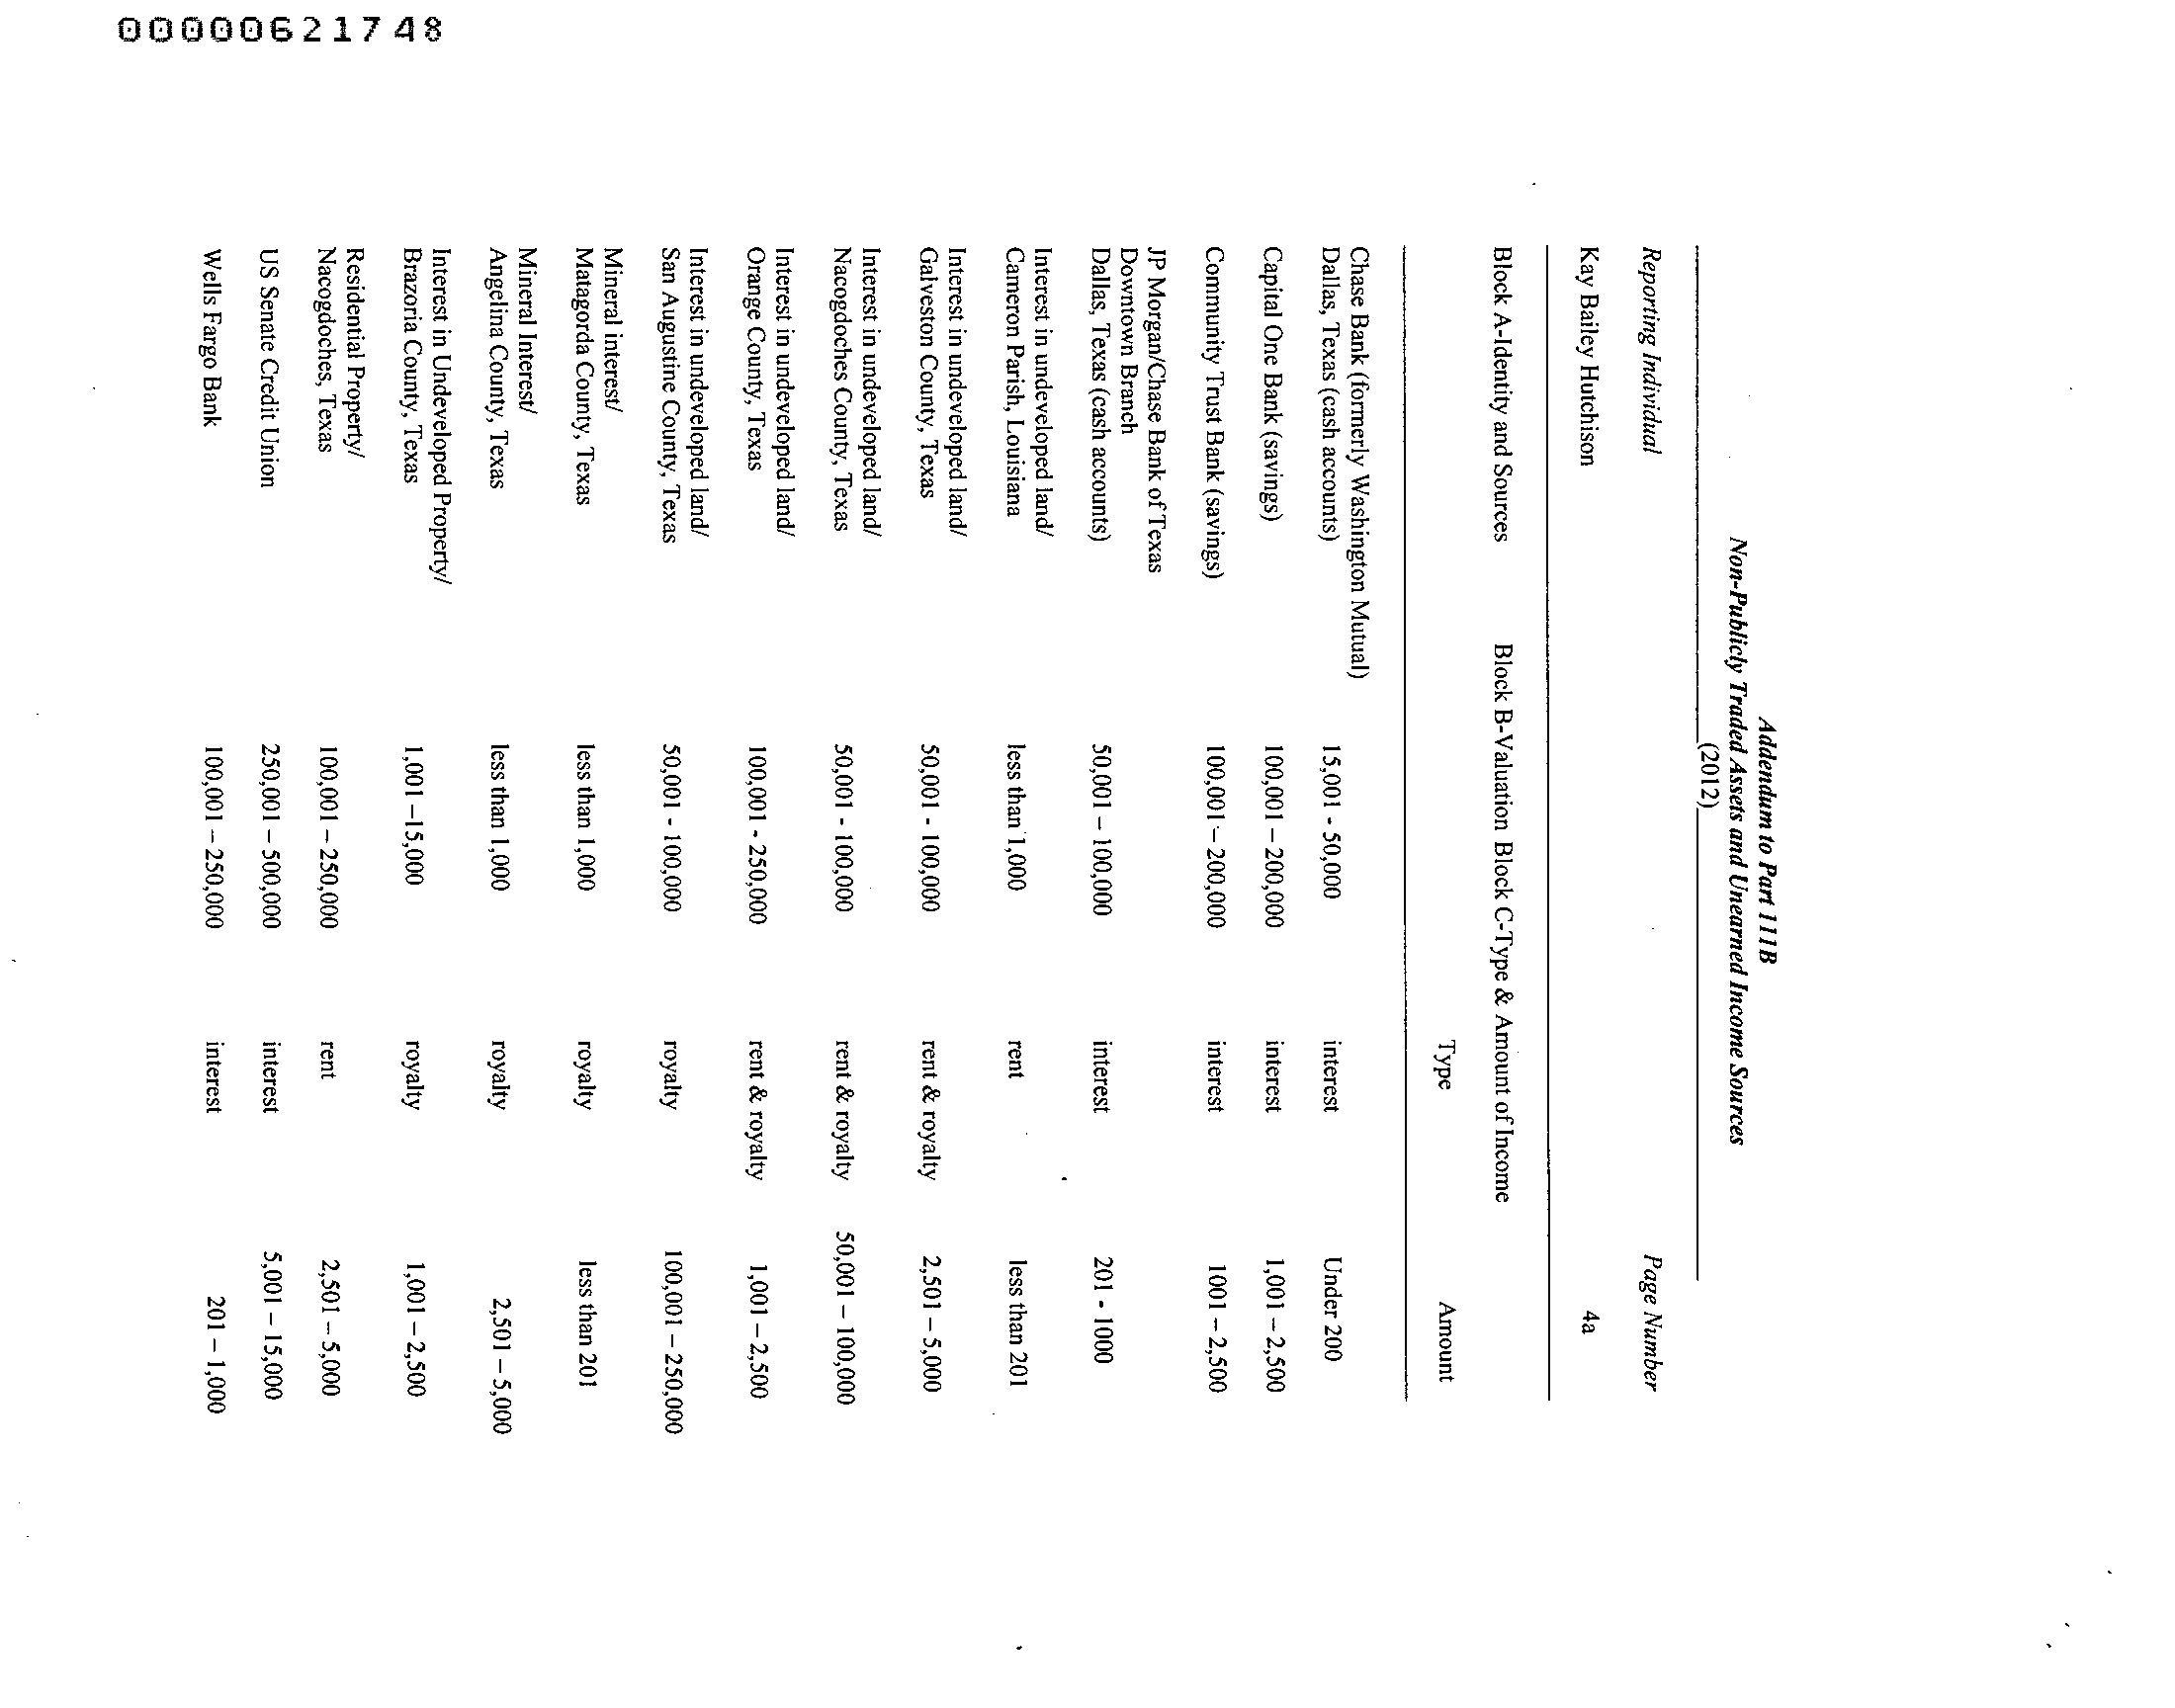 00000621748
Addendum to Part 111B
Non-Publicly Traded Assets and Unearned Income Sources
(2012)
Reporting Individual Page Number
Kay Bailey Hutchison 4a
Block A-Identity and Sources Block B-Valuation Block C-Type & Amount of Income
Type Amount
Chase Bank (formerly Washington Mutual)
Dallas, Texas (cash accounts) 15,001 - 50,000 interest Under 200
Capital One Bank (savings) 100,001 – 200,000 interest 1,001 – 2,500
Community Trust Bank (savings) 100,001 – 200,000 interest 1001 – 2,500
JP Morgan/Chase Bank of Texas
Downtown Branch
Dallas, Texas (cash accounts) 50,001 – 100,000 interest 201 - 1000
Interest in undeveloped land/
Cameron Parish, Louisiana less than 1,000 rent less than 201
Interest in undeveloped land/
Galveston County, Texas 50,001 - 100,000 rent & royalty 2,501 – 5,000
Interest in undeveloped land/
Nacogdoches County, Texas 50,001 - 100,000 rent & royalty 50,001 – 100,000
Interest in undeveloped land/
Orange County, Texas 100,001 - 250,000 rent & royalty 1,001 – 2,500
Interest in undeveloped land/
San Augustine County, Texas 50,001 - 100,000 royalty 100,001 – 250,000
Mineral interest/
Matagorda County, Texas less than 1,000 royalty less than 201
Mineral Interest/
Angelina County, Texas less than 1,000 royalty 2,501 – 5,000
Interest in Undeveloped Property/
Brazoria County, Texas 1,001 –15,000 royalty 1,001 – 2,500
Residential Property/
Nacogdoches, Texas 100,001 – 250,000 rent 2,501 – 5,000
US Senate Credit Union 250,001 – 500,000 interest 5,001 – 15,000
Wells Fargo Bank 100,001 – 250,000 interest 201 – 1,000